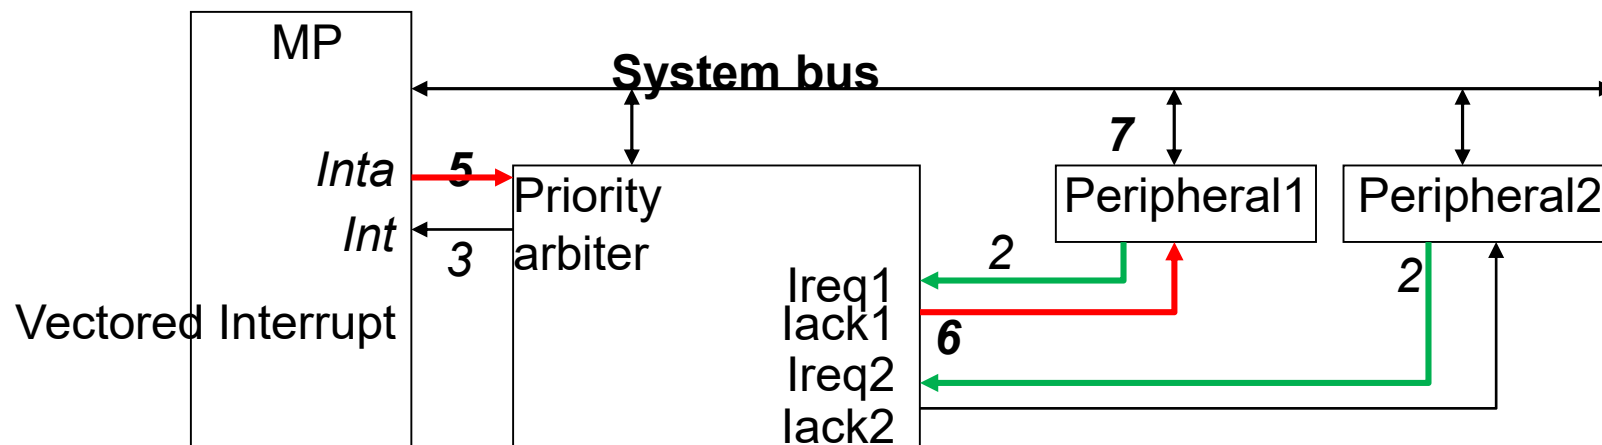 MP
System bus
7
Inta
5
Priority
arbiter
Peripheral1
Peripheral2
Int
3
2
2
Ireq1
Iack1
6
Vectored Interrupt
Ireq2
Iack2